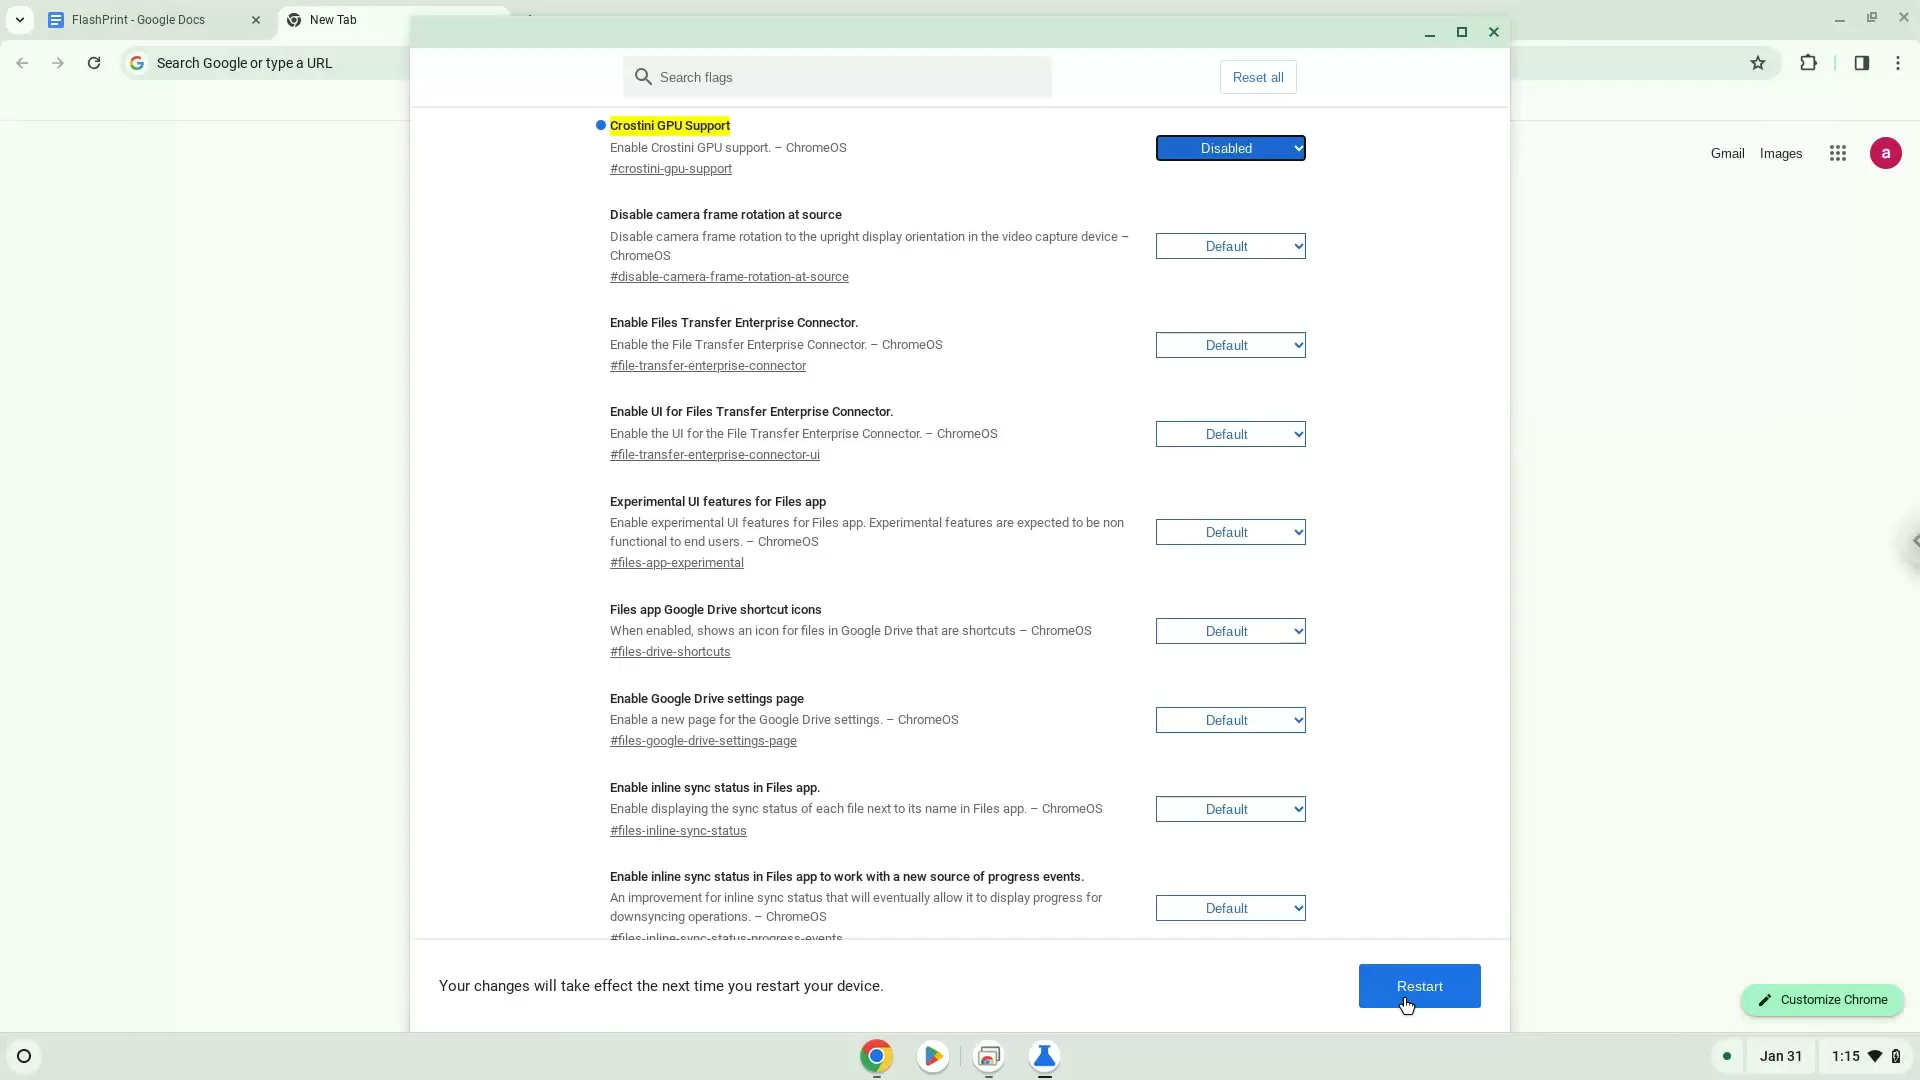 FlashPrint - Google Docs
New Tab
Search Google or type a URL
Search flags
Reset all
Gmail
Images
a
Crostini GPU Support
Enable Crostini GPU support. – ChromeOS
#crostini-gpu-support
Disabled
Disable camera frame rotation at source
Disable camera frame rotation to the upright display orientation in the video capture device –
ChromeOS
#disable-camera-frame-rotation-at-source
Default
Enable Files Transfer Enterprise Connector.
Enable the File Transfer Enterprise Connector. – ChromeOS
#file-transfer-enterprise-connector
Default
Enable UI for Files Transfer Enterprise Connector.
Enable the UI for the File Transfer Enterprise Connector. – ChromeOS
#file-transfer-enterprise-connector-ui
Default
Experimental UI features for Files app
Enable experimental UI features for Files app. Experimental features are expected to be non
functional to end users. – ChromeOS
#files-app-experimental
Default
Files app Google Drive shortcut icons
When enabled, shows an icon for files in Google Drive that are shortcuts – ChromeOS
#files-drive-shortcuts
Default
Enable Google Drive settings page
Enable a new page for the Google Drive settings. – ChromeOS
#files-google-drive-settings-page
Default
Enable inline sync status in Files app.
Enable displaying the sync status of each file next to its name in Files app. – ChromeOS
#files-inline-sync-status
Default
Enable inline sync status in Files app to work with a new source of progress events.
An improvement for inline sync status that will eventually allow it to display progress for
downsyncing operations. – ChromeOS
#files-inline-sync-status-progress-events
Default
Your changes will take effect the next time you restart your device.
Restart
Customize Chrome
Jan 31
1:15